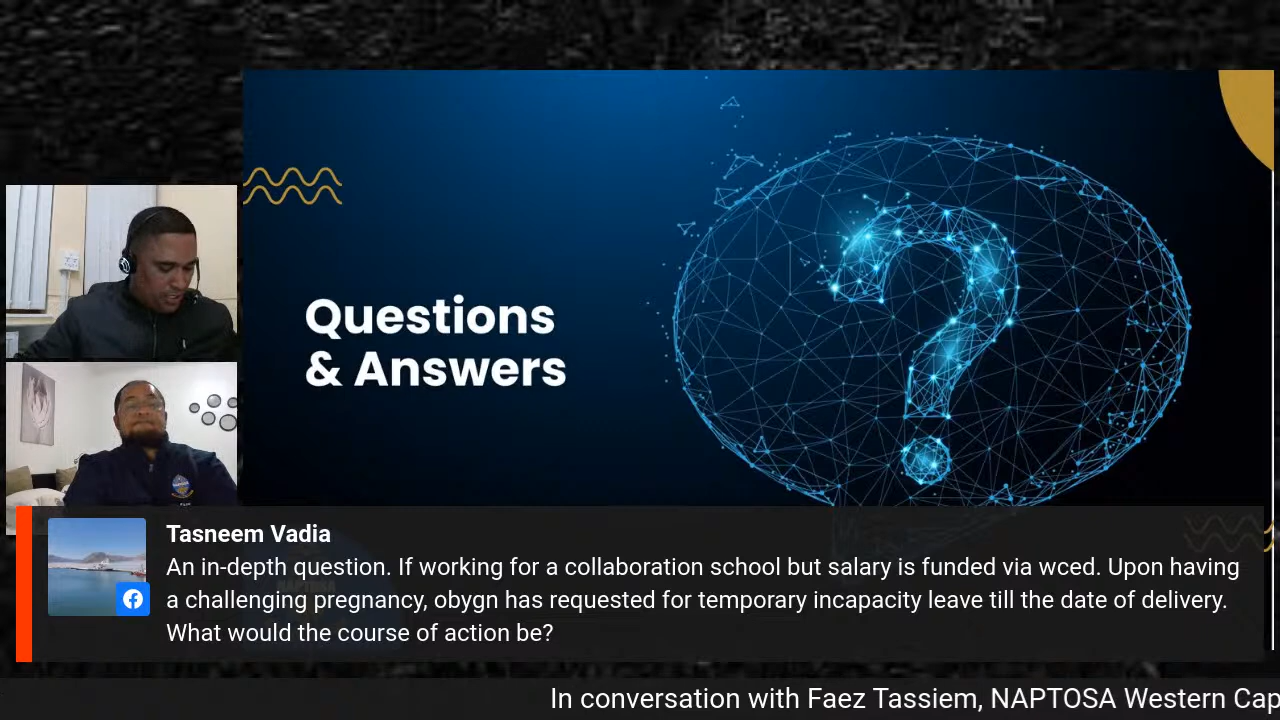 Questions
& Answers
Tasneem Vadia
An in-depth question. If working for a collaboration school but salary is funded via wced. Upon having
a challenging pregnancy, obygn has requested for temporary incapacity leave till the date of delivery.
What would the course of action be?
In conversation with Faez Tassiem, NAPTOSA Western Cap